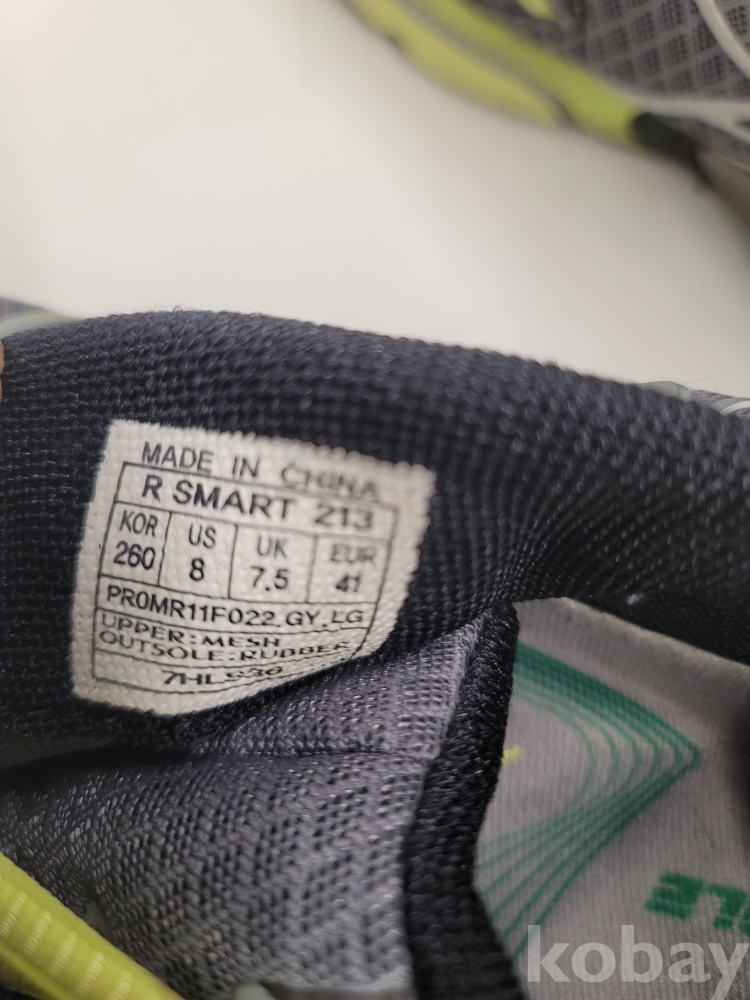 MADE IN CHINA
R SMART 213
KOR US UK EUR
260 8 7.5 41
PR0MR11F022.GY.LG
UPPER:MESH
OUTSOLE:RUBBER
kobay